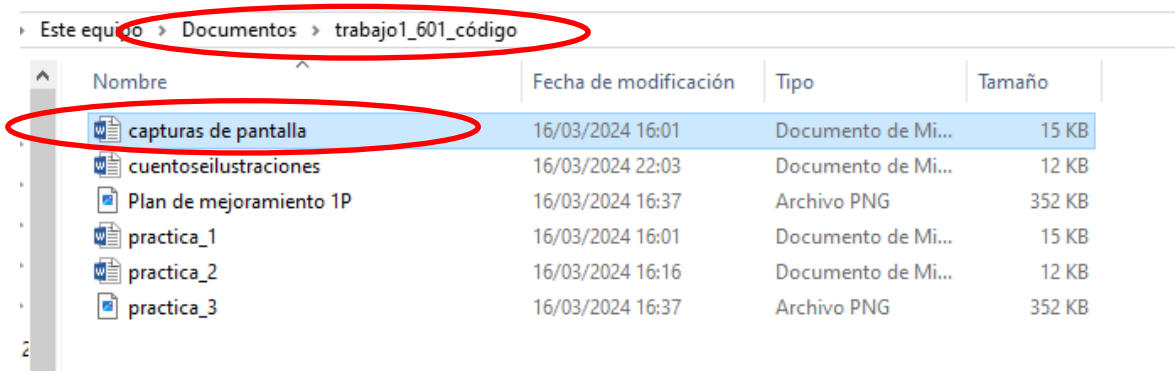 Este equipo > Documentos > trabajo1_601_código
Nombre Fecha de modificación Tipo Tamaño
capturas de pantalla 16/03/2024 16:01 Documento de Mi... 15 KB
cuentoseilustraciones 16/03/2024 22:03 Documento de Mi... 12 KB
Plan de mejoramiento 1P 16/03/2024 16:37 Archivo PNG 352 KB
practica_1 16/03/2024 16:01 Documento de Mi... 15 KB
practica_2 16/03/2024 16:16 Documento de Mi... 12 KB
practica_3 16/03/2024 16:37 Archivo PNG 352 KB
2